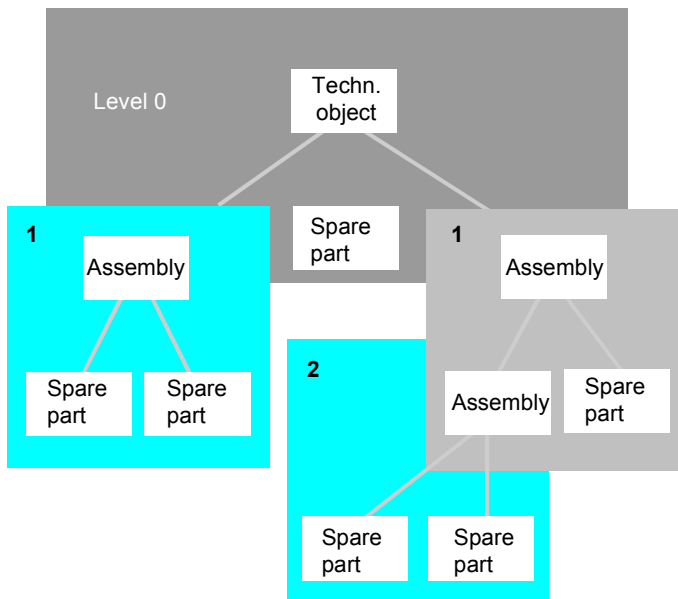 Techn.
object
Level 0
Spare
part
1
Assembly
Spare
part
Spare
part
1
Assembly
Assembly
Spare
part
2
Spare
part
Spare
part